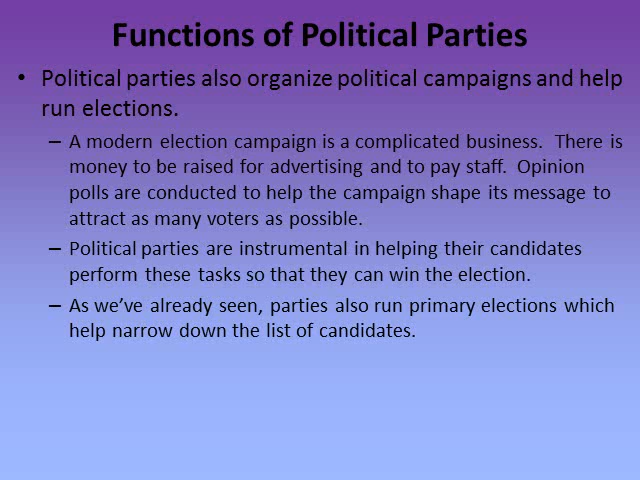 Functions of Political Parties
• Political parties also organize political campaigns and help
run elections.
– A modern election campaign is a complicated business.  There is
money to be raised for advertising and to pay staff.  Opinion
polls are conducted to help the campaign shape its message to
attract as many voters as possible.
– Political parties are instrumental in helping their candidates
perform these tasks so that they can win the election.
– As we’ve already seen, parties also run primary elections which
help narrow down the list of candidates.